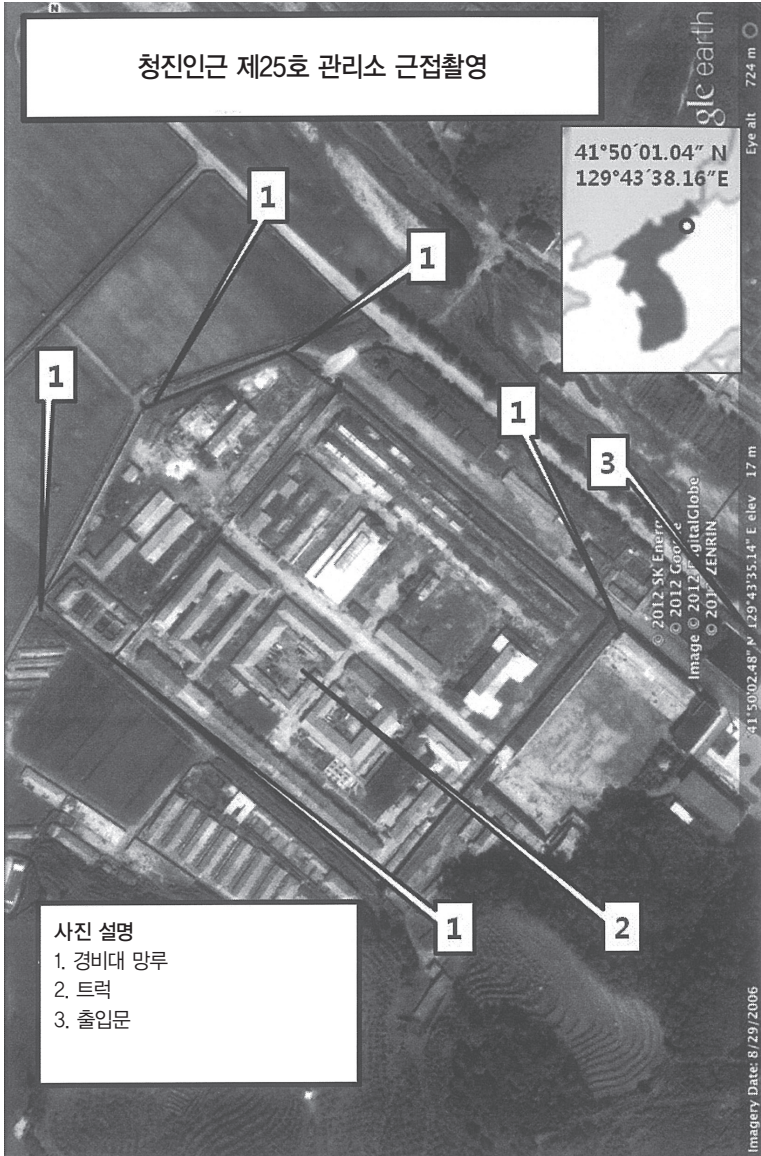 N
청진인근 제25호 관리소 근접촬영
gle earth
Eye alt 724 m
41°50´01.04″ N
129°43´38.16″E
1
1
1
1
3
© 2012 SK Energy
© 2012 Google
Image © 2012 DigitalGlobe
© 2012 ZENRIN
41°50'02.48" N 129°43'35.14" E elev 17 m
1
2
사진 설명
1. 경비대 망루
2. 트럭
3. 출입문
Imagery Date: 8/29/2006